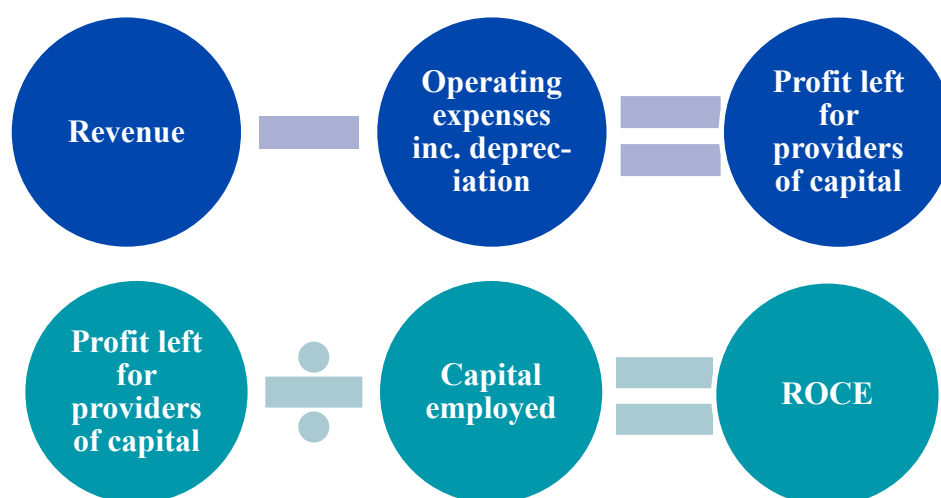 Revenue
Operating
expenses
inc. deprec-
iation
Profit left
for
providers
of capital
Profit left
for
providers
of capital
Capital
employed
ROCE